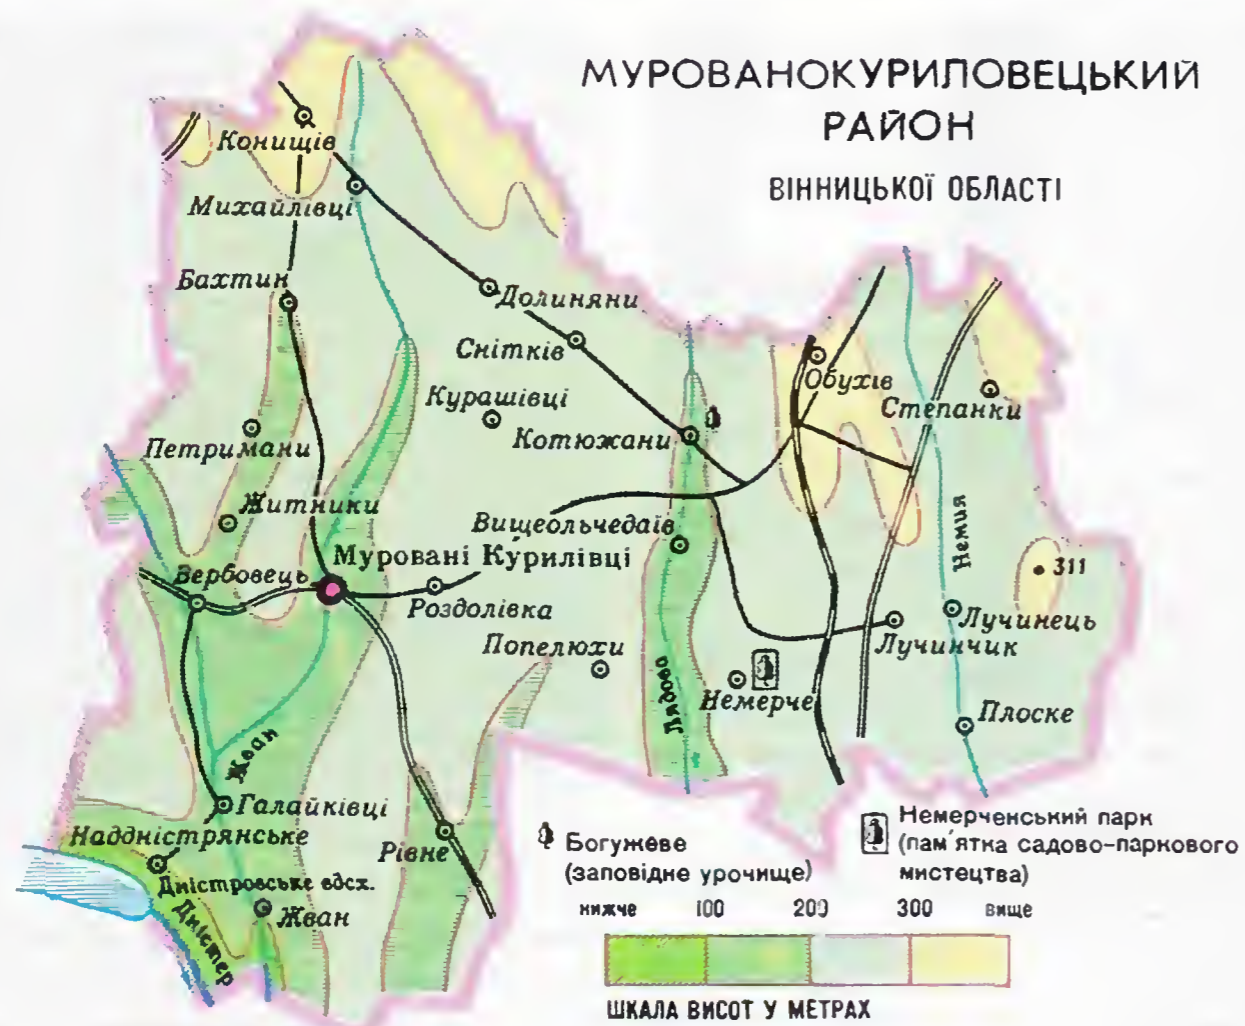 МУРОВАНОКУРИЛОВЕЦЬКИЙ
РАЙОН
ВІННИЦЬКОЇ ОБЛАСТІ
Конищів
Михайлівці
Бахтин
Долиняни
Снітків
Обухів
Курашівці
Степанки
Котюжани
Петримани
Житники
Вищеольчедаїв
Немия
Муровані Курилівці
311
Вербовець
Роздолівка
Лучинець
Лучинчик
Попелюхи
Лядова
Немерче
Плоске
Жван
Галайківці
Наддністрянське
Рівне
Дністровське вдсх.
Жван
Дністер
Богужеве
(заповідне урочище)
Немерченський парк
(пам'ятка садово-паркового
мистецтва)
нижче 100 200 300 вище
ШКАЛА ВИСОТ У МЕТРАХ